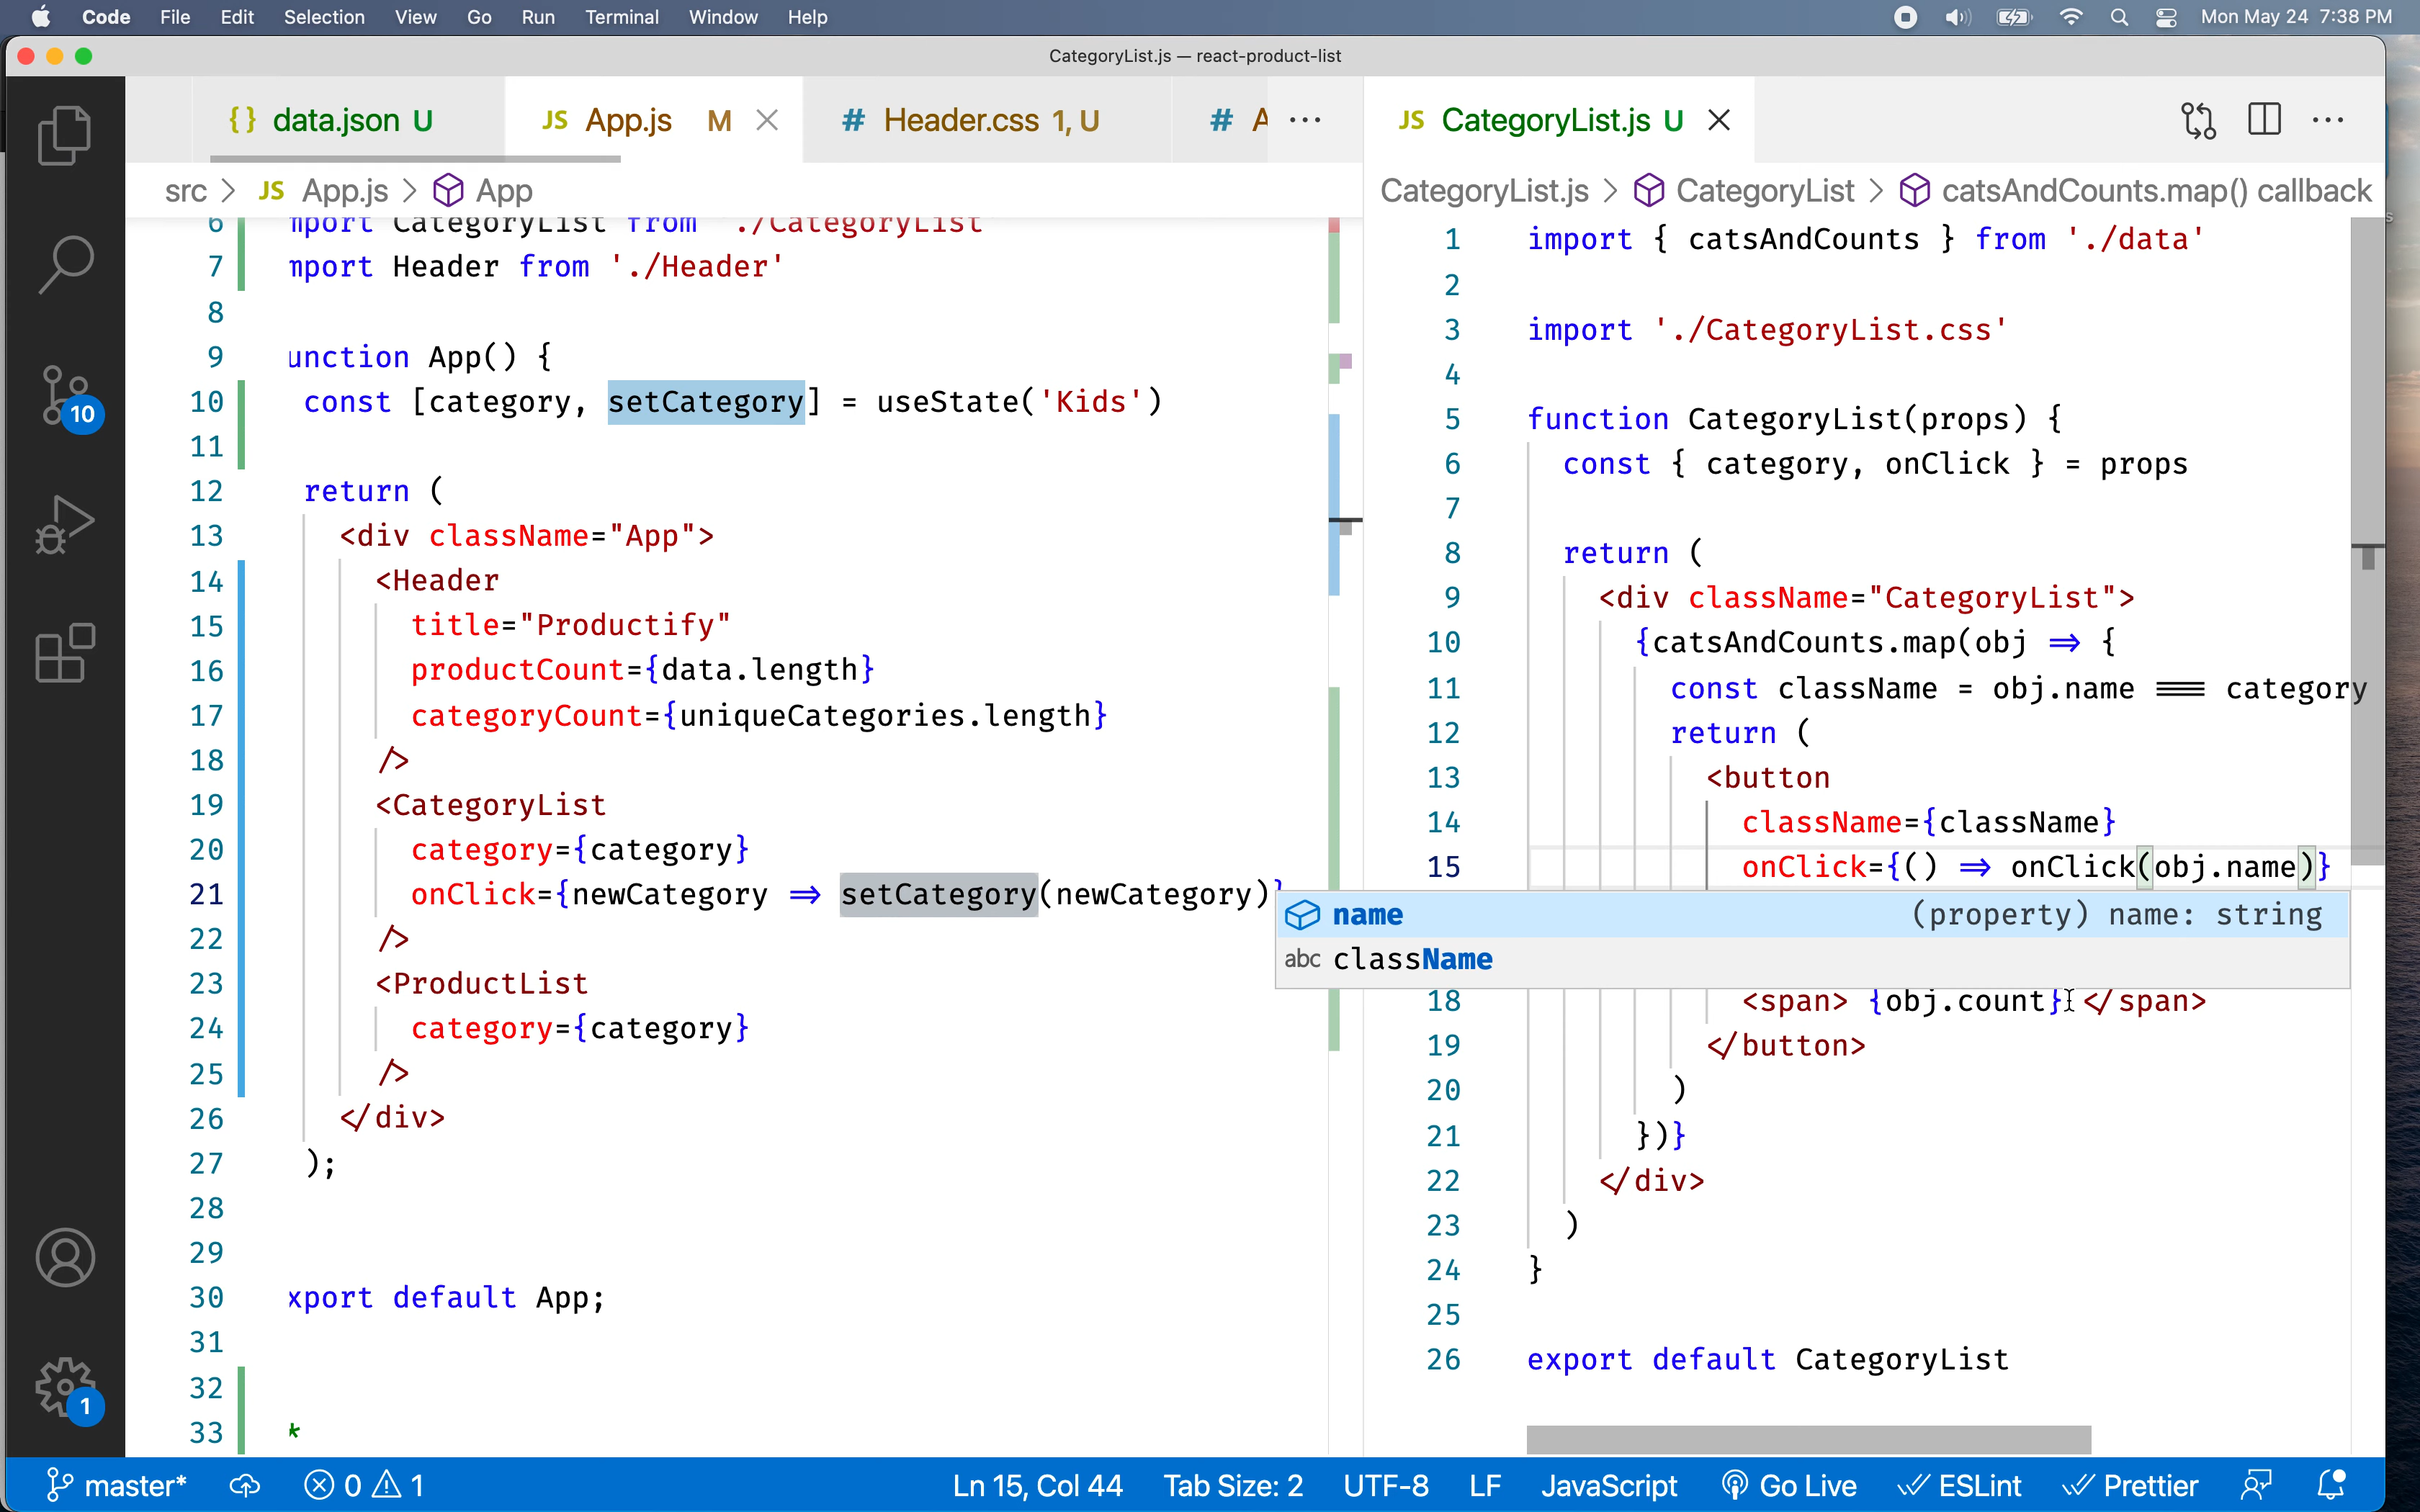 Code File Edit Selection View Go Run Terminal Window Help Mon May 24 7:38 PM
CategoryList.js — react-product-list
{} data.json U JS App.js M # Header.css 1, U # A ···
JS CategoryList.js U ···
src > JS App.js > App
CategoryList.js > CategoryList > catsAndCounts.map() callback
6 mport CategoryList from './CategoryList
7 mport Header from './Header'
8
9 unction App() {
10 const [category, setCategory] = useState('Kids')
11
12 return (
13 <div className="App">
14 <Header
15 title="Productify"
16 productCount={data.length}
17 categoryCount={uniqueCategories.length}
18 />
19 <CategoryList
20 category={category}
21 onClick={newCategory => setCategory(newCategory)}
22 />
23 <ProductList
24 category={category}
25 />
26 </div>
27 );
28
29
30 xport default App;
31
32
33 *
1 import { catsAndCounts } from './data'
2
3 import './CategoryList.css'
4
5 function CategoryList(props) {
6 const { category, onClick } = props
7
8 return (
9 <div className="CategoryList">
10 {catsAndCounts.map(obj => {
11 const className = obj.name === category
12 return (
13 <button
14 className={className}
15 onClick={() => onClick(obj.name)}
name (property) name: string
abc className
18 <span> {obj.count} </span>
19 </button>
20 )
21 })}
22 </div>
23 )
24 }
25
26 export default CategoryList
10
1
master* 0 1 Ln 15, Col 44 Tab Size: 2 UTF-8 LF JavaScript Go Live ESLint Prettier